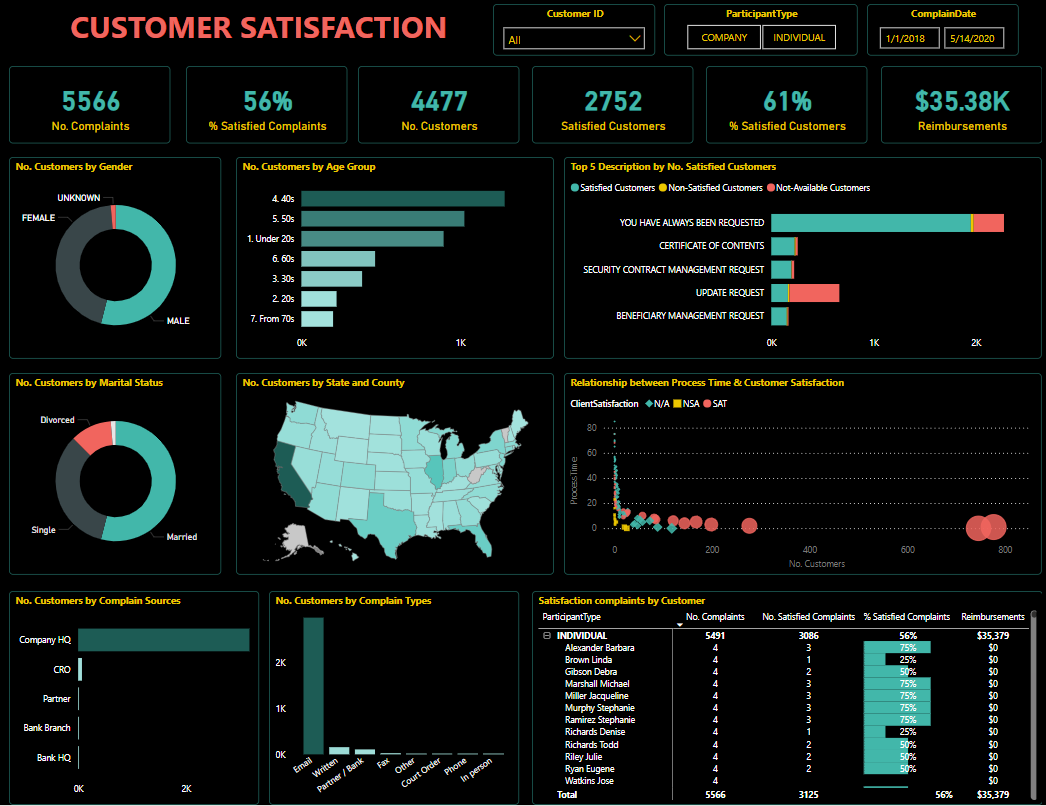 CUSTOMER SATISFACTION
Customer ID
All
ParticipantType
COMPANY
INDIVIDUAL
ComplainDate
1/1/2018
5/14/2020
5566
No. Complaints
56%
% Satisfied Complaints
4477
No. Customers
2752
Satisfied Customers
61%
% Satisfied Customers
$35.38K
Reimbursements
No. Customers by Gender
UNKNOWN
FEMALE
MALE
No. Customers by Age Group
4. 40s
5. 50s
1. Under 20s
6. 60s
3. 30s
2. 20s
7. From 70s
0K
1K
Top 5 Description by No. Satisfied Customers
Satisfied Customers
Non-Satisfied Customers
Not-Available Customers
YOU HAVE ALWAYS BEEN REQUESTED
CERTIFICATE OF CONTENTS
SECURITY CONTRACT MANAGEMENT REQUEST
UPDATE REQUEST
BENEFICIARY MANAGEMENT REQUEST
0K
1K
2K
No. Customers by Marital Status
Divorced
Single
Married
No. Customers by State and County
Relationship between Process Time & Customer Satisfaction
ClientSatisfaction
N/A
NSA
SAT
ProcessTime
80
60
40
20
0
0
200
400
600
800
No. Customers
No. Customers by Complain Sources
Company HQ
CRO
Partner
Bank Branch
Bank HQ
0K
2K
No. Customers by Complain Types
2K
1K
0K
Email
Written
Partner / Bank
Fax
Other
Court Order
Phone
In person
Satisfaction complaints by Customer
ParticipantType No. Complaints No. Satisfied Complaints % Satisfied Complaints Reimbursements
INDIVIDUAL 5491 3086 56% $35,379
Alexander Barbara 4 3 75% $0
Brown Linda 4 1 25% $0
Gibson Debra 4 2 50% $0
Marshall Michael 4 3 75% $0
Miller Jacqueline 4 3 75% $0
Murphy Stephanie 4 3 75% $0
Ramirez Stephanie 4 3 75% $0
Richards Denise 4 1 25% $0
Richards Todd 4 2 50% $0
Riley Julie 4 2 50% $0
Ryan Eugene 4 2 50% $0
Watkins Jose 4 $0
Total 5566 3125 56% $35,379